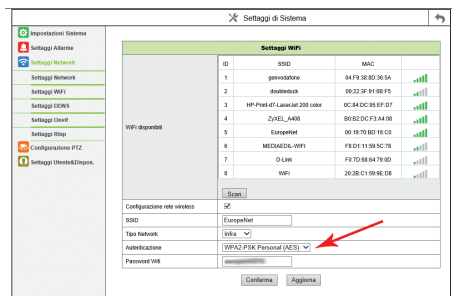 Settaggi di Sistema
Impostazioni Sistema
Settaggi Allarme
Settaggi Network
Settaggi Network
Settaggi WiFi
Settaggi DDNS
Settaggi Onvif
Settaggi Rtsp
Configurazione PTZ
Settaggi Utente&Dispos.
Settaggi WiFi
WiFi disponibili
ID SSID MAC
1 genvodafone 04:F9:38:8D:36:5A
2 doubleduck 00:22:3F:91:0B:F5
3 HP-Print-d7-LaserJet 200 color 0C:84:DC:95:EF:D7
4 ZyXEL_A408 B0:B2:DC:F3:A4:08
5 EuropeNet 00:19:70:BD:16:C0
6 MEDIAEDIL-WIFI F8:D1:11:59:5C:78
7 D-Link F0:7D:68:64:79:0D
8 WiFi 20:2B:C1:59:9E:D8
Scan
Configurazione rete wireless
SSID EuropeNet
Tipo Network Infra
Autenticazione WPA2-PSK Personal (AES)
Password Wifi
Conferma Aggiorna